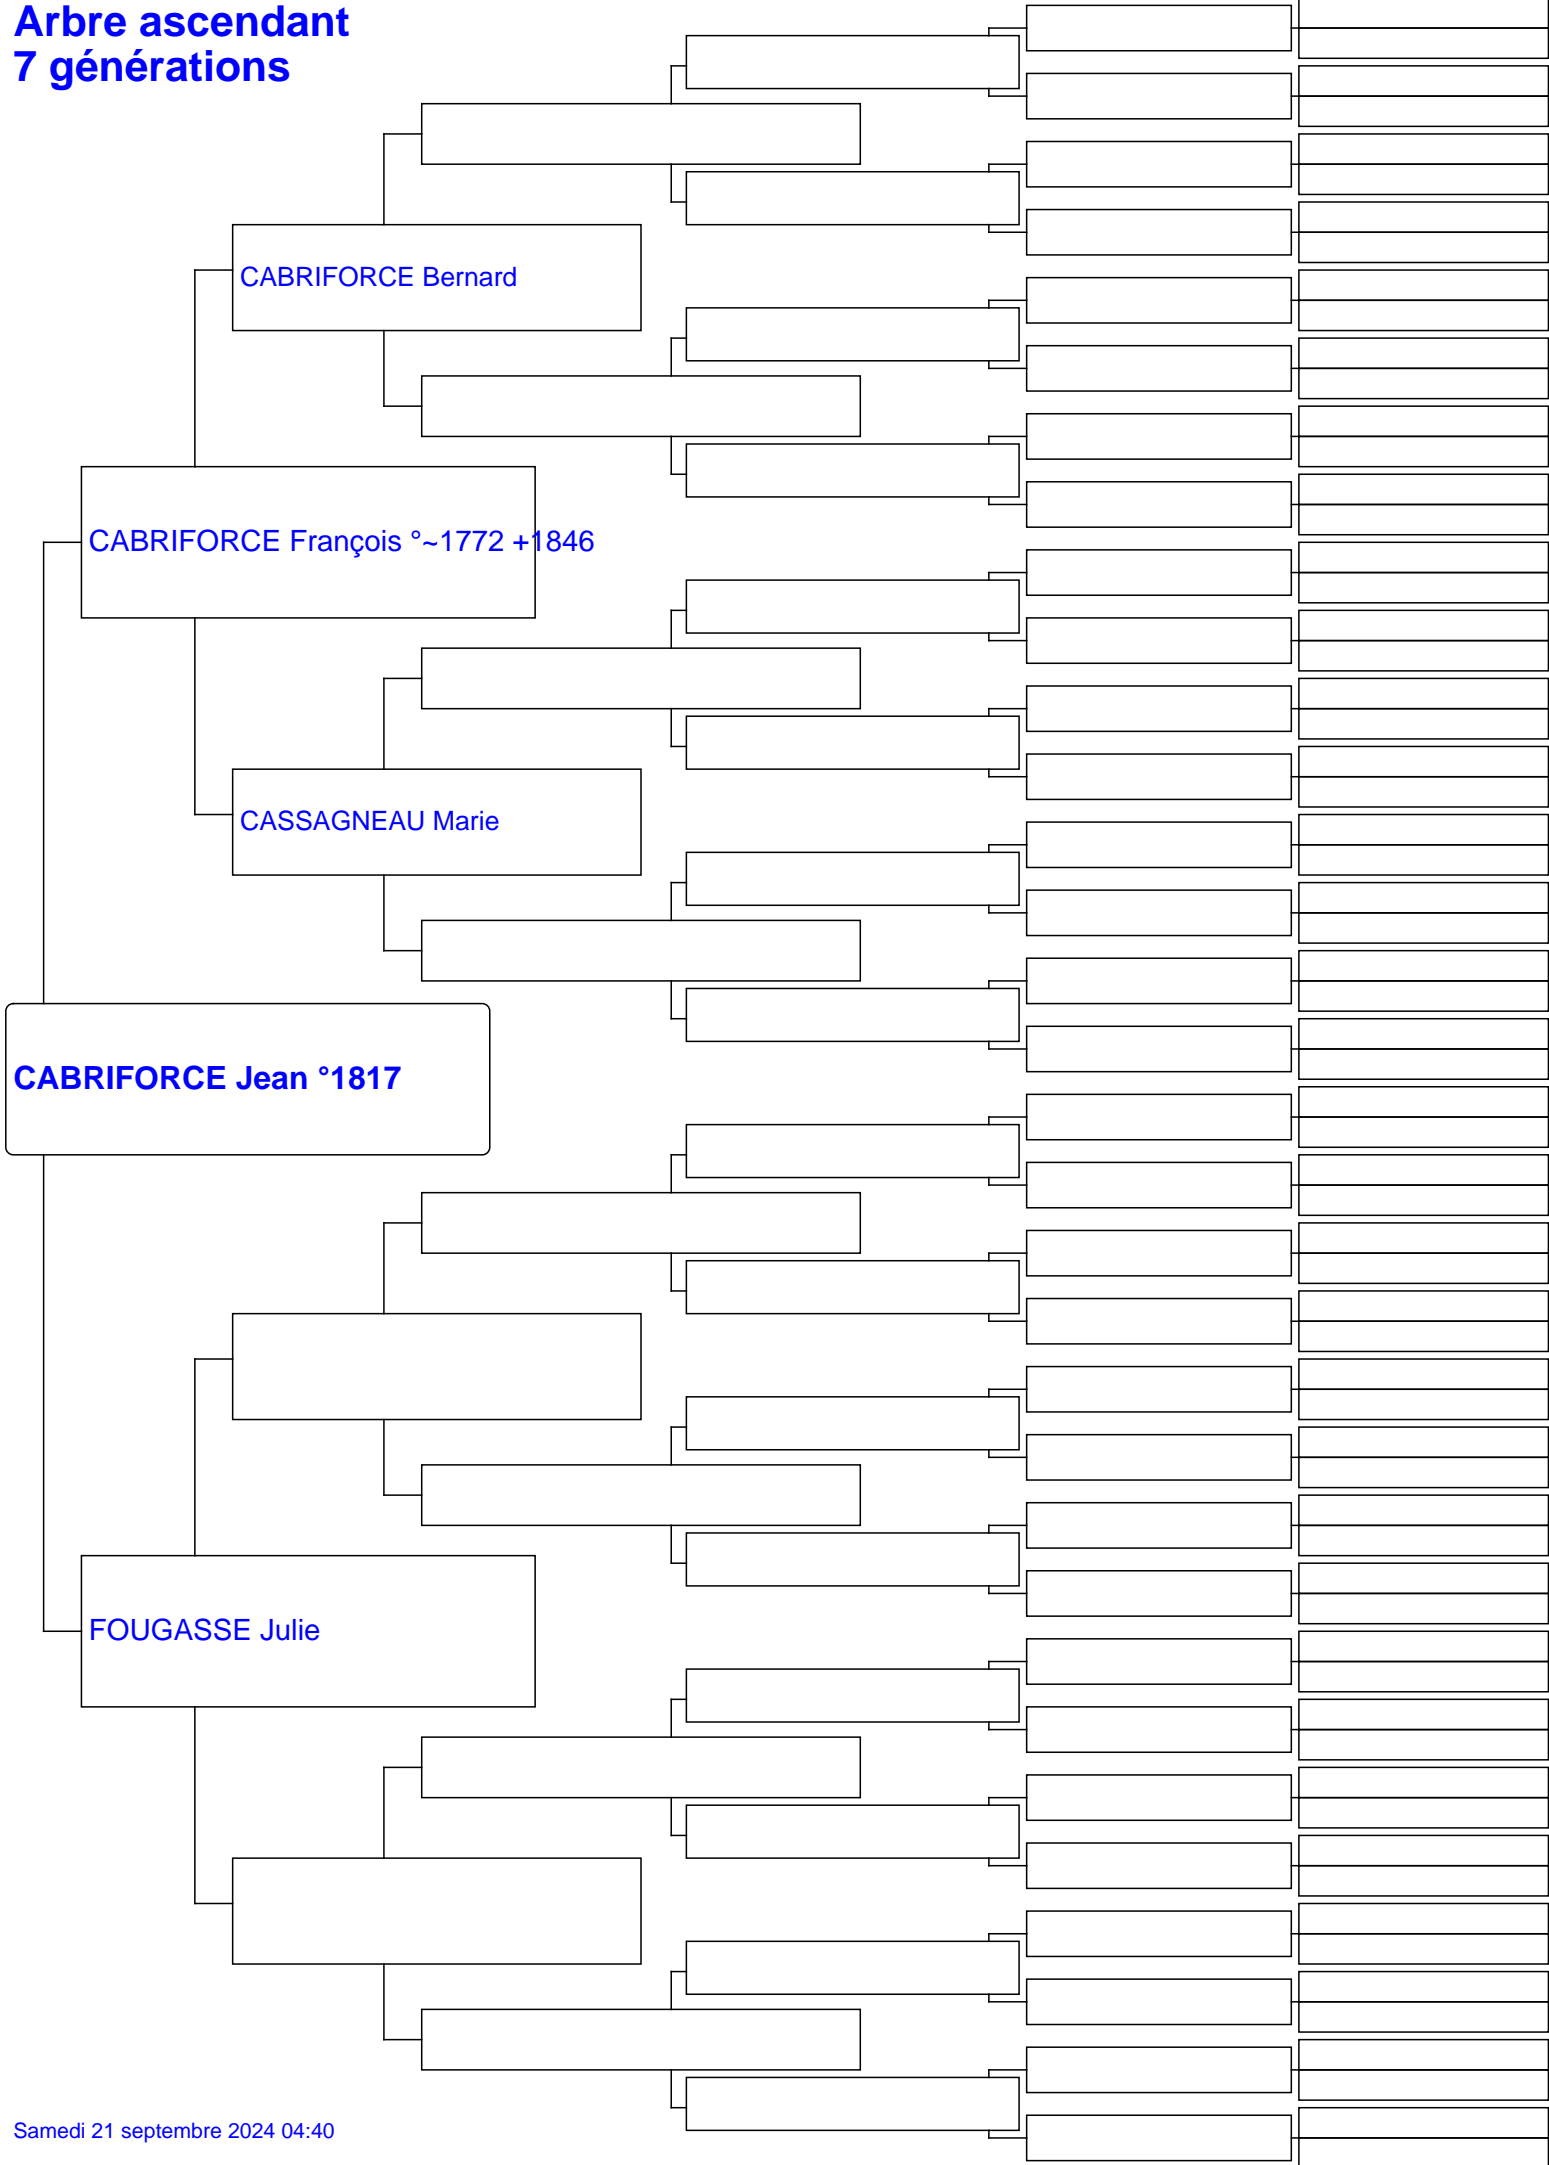 Arbre ascendant
7 générations
CABRIFORCE Bernard
CABRIFORCE François °~1772 +1846
CASSAGNEAU Marie
CABRIFORCE Jean °1817
FOUGASSE Julie
Samedi 21 septembre 2024 04:40